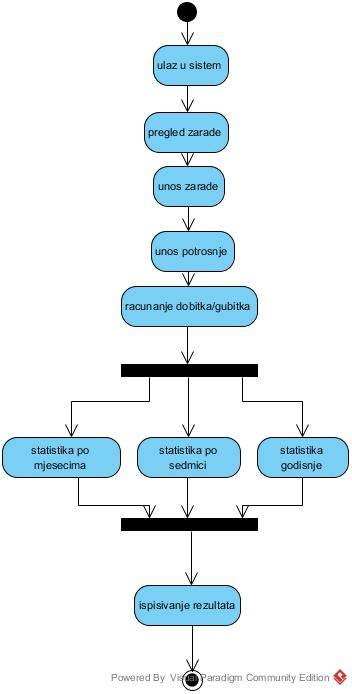 ulaz u sistem
pregled zarade
unos zarade
unos potrosnje
racunanje dobitka/gubitka
statistika po
mjesecima
statistika po
sedmici
statistika
godisnje
ispisivanje rezultata
Powered By Visual Paradigm Community Edition